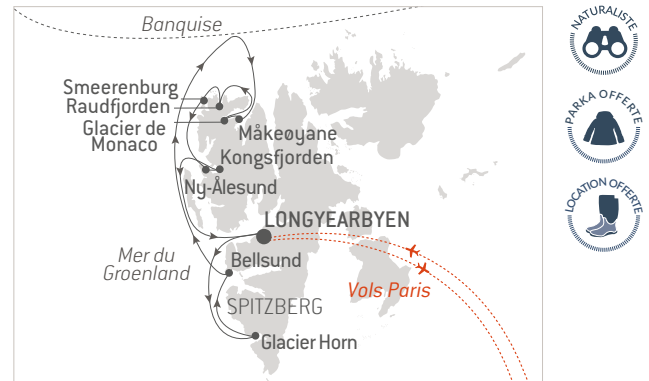 Banquise
Smeerenburg
Raudfjorden
Glacier de
Monaco
Måkeøyane
Kongsfjorden
Ny-Ålesund
LONGYEARBYEN
Mer du
Groenland
Bellsund
Vols Paris
SPITZBERG
Glacier Horn
NATURALISTE
PARKA OFFERTE
LOCATION OFFERTE